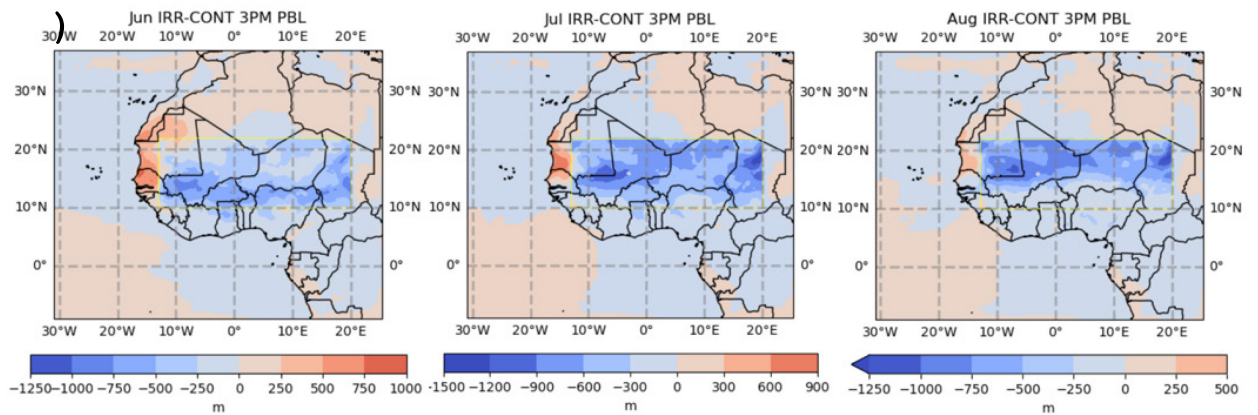 )
Jun IRR-CONT 3PM PBL
30°W 20°W 10°W 0° 10°E 20°E
30°N 30°N
20°N 20°N
10°N 10°N
0° 0°
30°W 20°W 10°W 0° 10°E 20°E
−1250 −1000 −750 −500 −250 0 250 500 750 1000
m
Jul IRR-CONT 3PM PBL
30°W 20°W 10°W 0° 10°E 20°E
30°N 30°N
20°N 20°N
10°N 10°N
0° 0°
30°W 20°W 10°W 0° 10°E 20°E
−1500 −1200 −900 −600 −300 0 300 600 900
m
Aug IRR-CONT 3PM PBL
30°W 20°W 10°W 0° 10°E 20°E
30°N 30°N
20°N 20°N
10°N 10°N
0° 0°
30°W 20°W 10°W 0° 10°E 20°E
−1250 −1000 −750 −500 −250 0 250 500
m